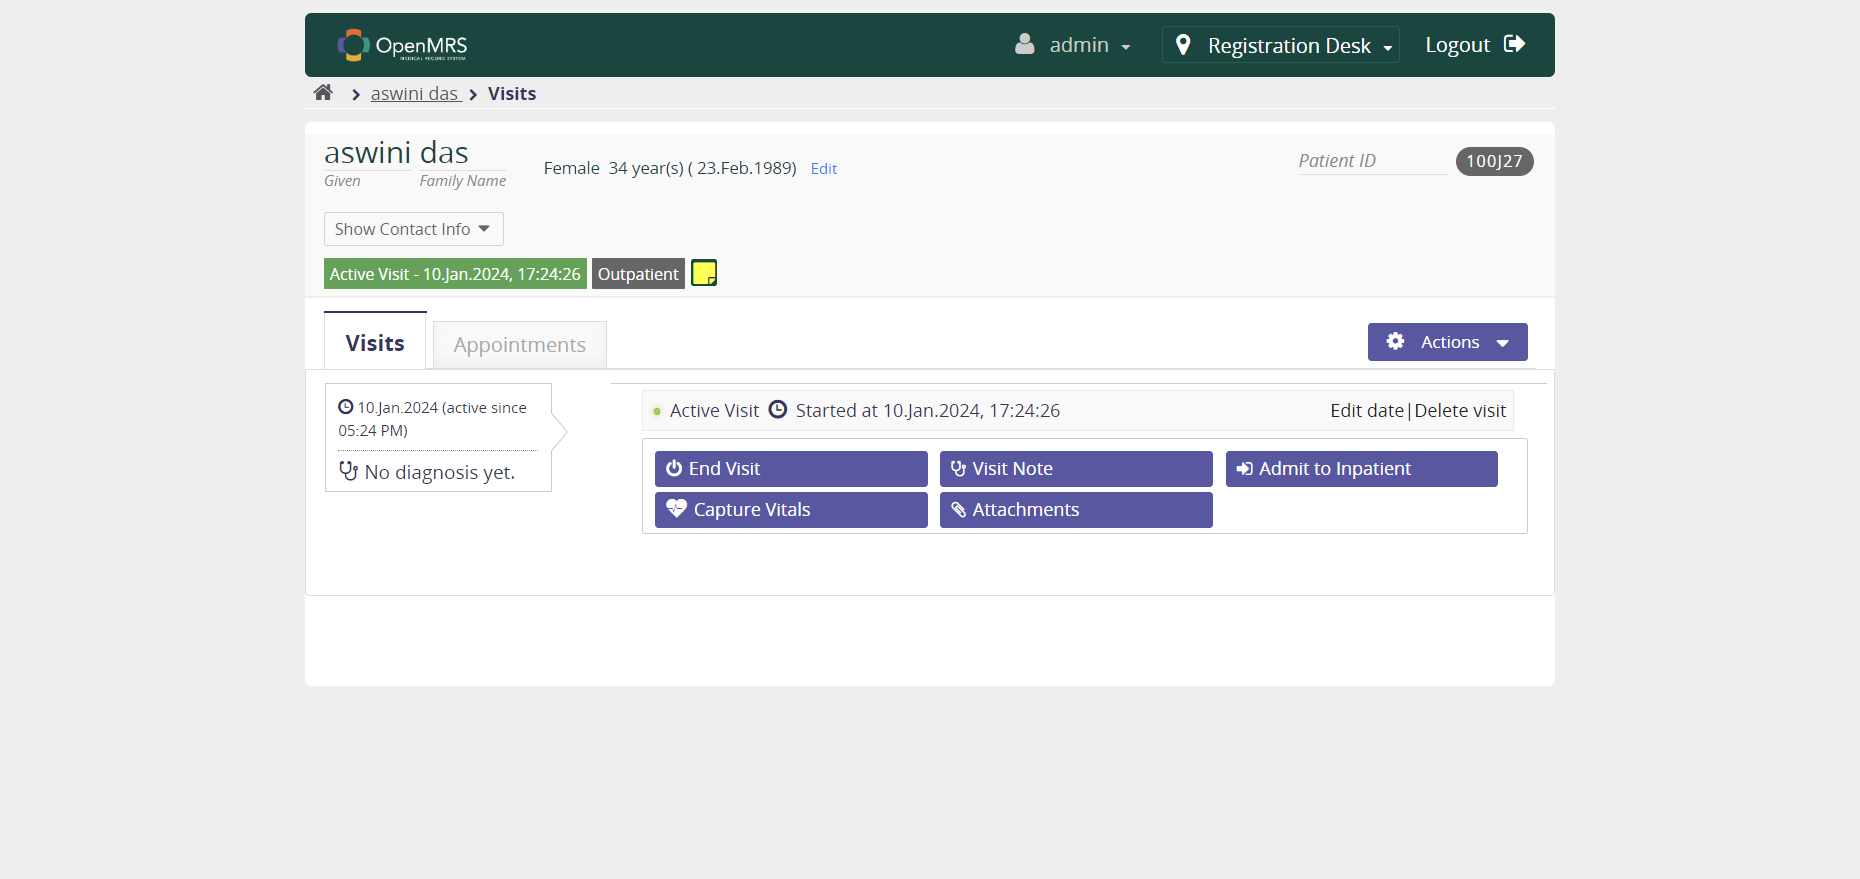 OpenMRS
MEDICAL RECORD SYSTEM
admin
Registration Desk
Logout
aswini das
Visits
aswini das
Given Family Name
Female 34 year(s) ( 23.Feb.1989) Edit
Patient ID 100J27
Show Contact Info
Active Visit - 10.Jan.2024, 17:24:26 Outpatient
Visits
Appointments
Actions
10.Jan.2024 (active since
05:24 PM)
No diagnosis yet.
Active Visit Started at 10.Jan.2024, 17:24:26
Edit date|Delete visit
End Visit
Visit Note
Admit to Inpatient
Capture Vitals
Attachments